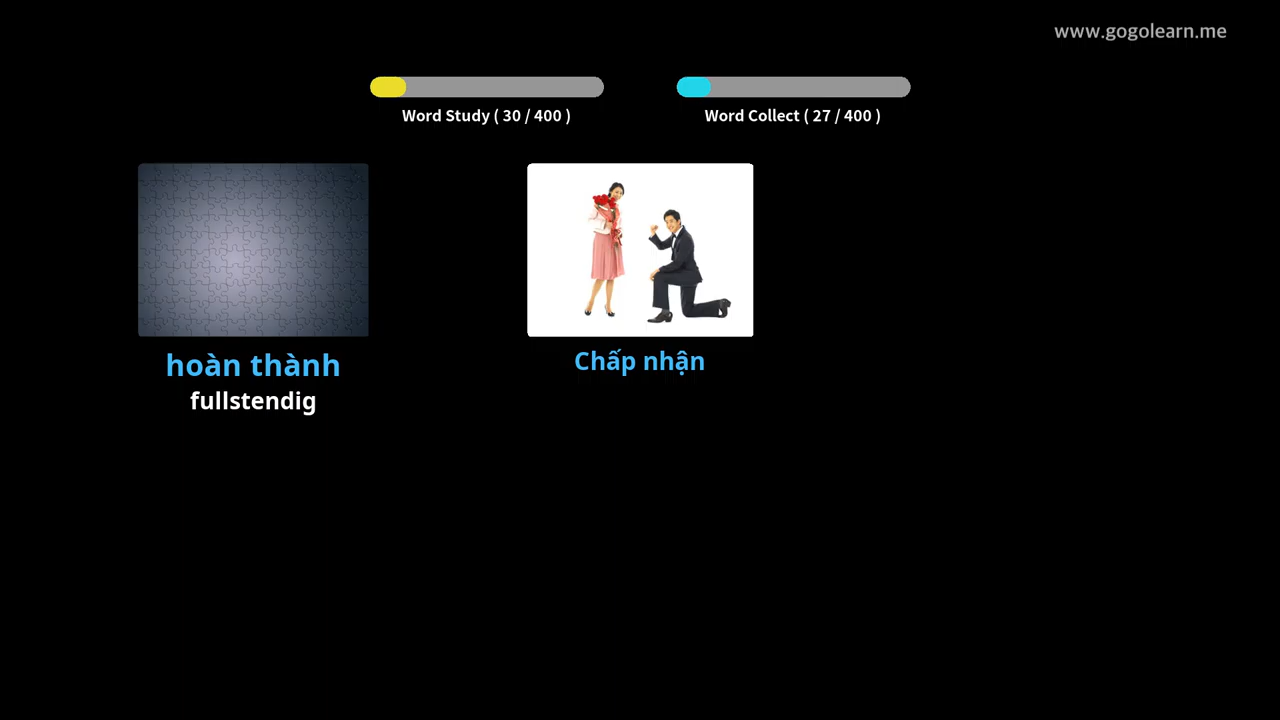 www.gogolearn.me
Word Study ( 30 / 400 )
Word Collect ( 27 / 400 )
hoàn thành
fullstendig
Chấp nhận